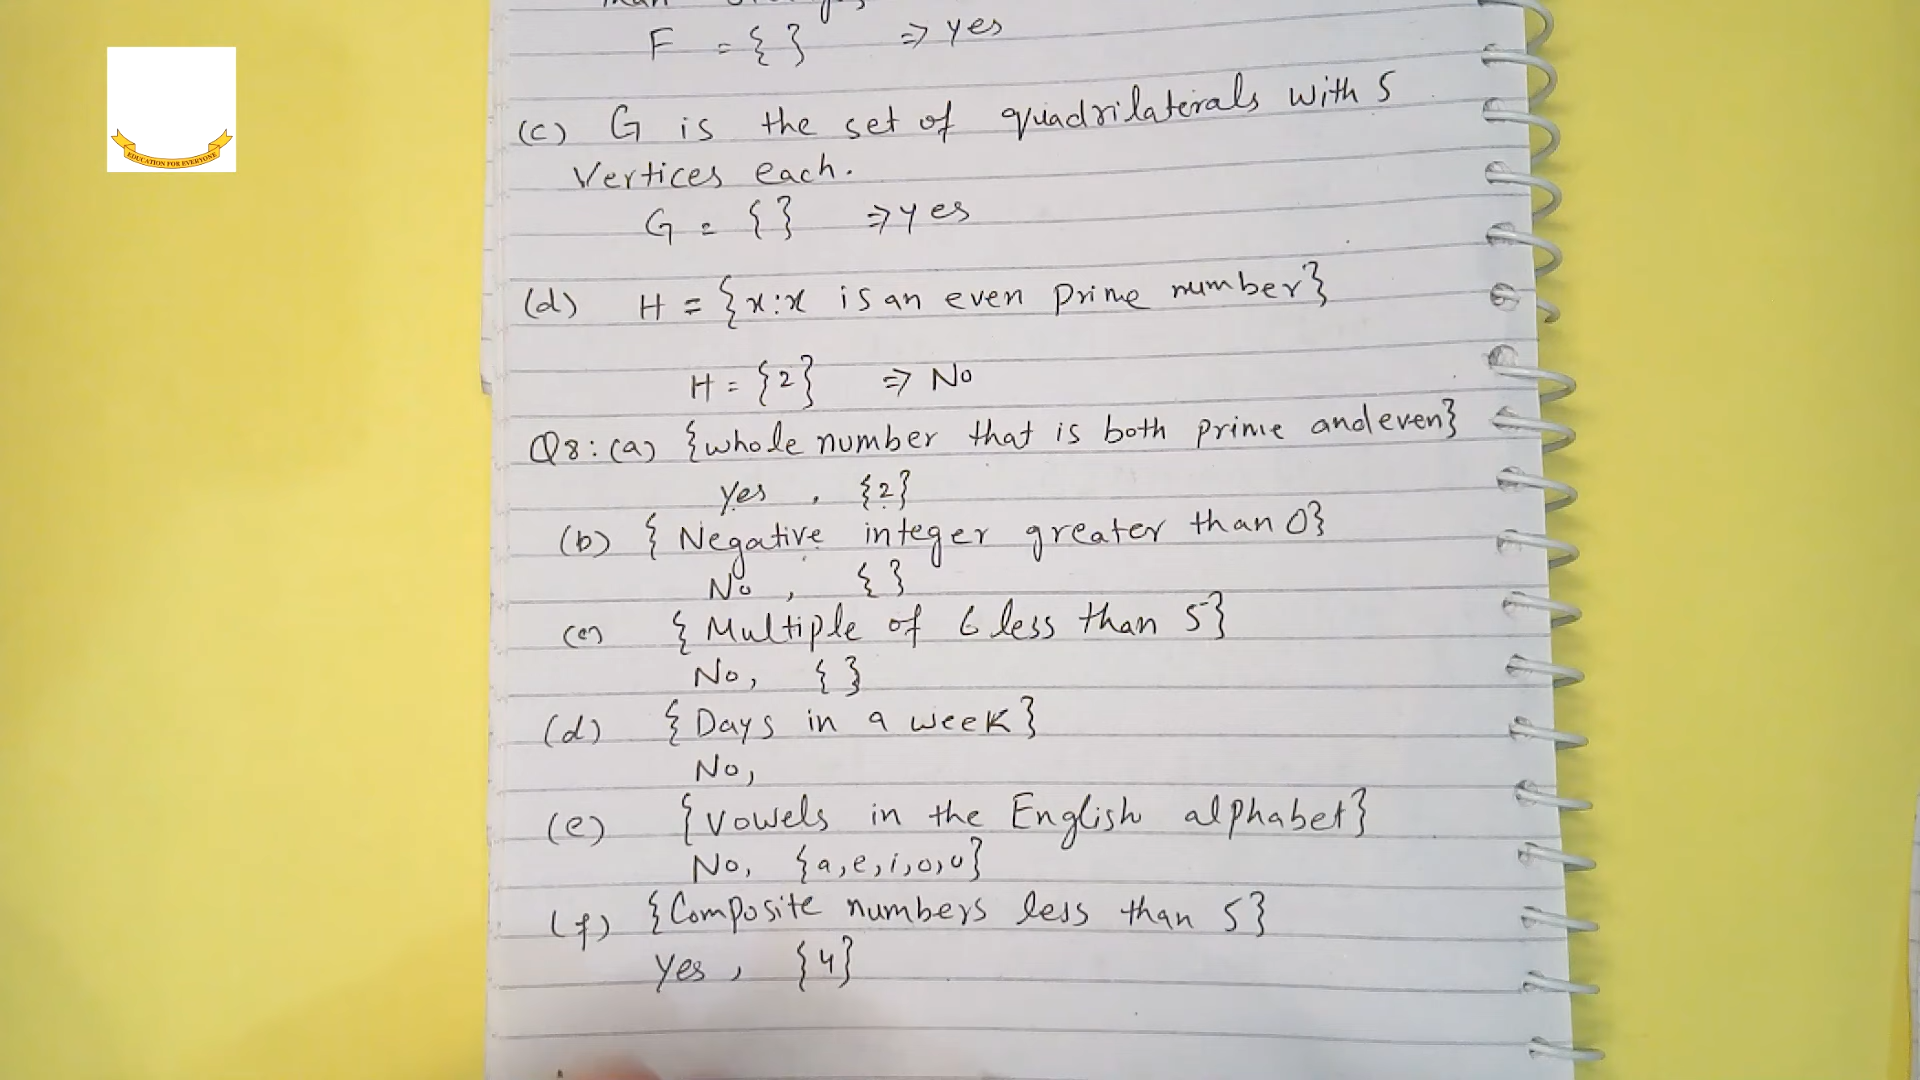 F = { } ⇒ yes
(c) G is the set of quadrilaterals with 5
Vertices each.
G = { } ⇒ yes
(d) H = {x:x is an even prime number}
H = {2} ⇒ No
Q8:(a) {whole number that is both prime and even}
yes , {2}
(b) { Negative integer greater than 0}
No , { }
(c) { Multiple of 6 less than 5}
No, { }
(d) { Days in a week}
No,
(e) {Vowels in the English alphabet}
No, {a,e,i,o,u}
(f) {Composite numbers less than 5}
Yes , {4}
EDUCATION FOR EVERYONE